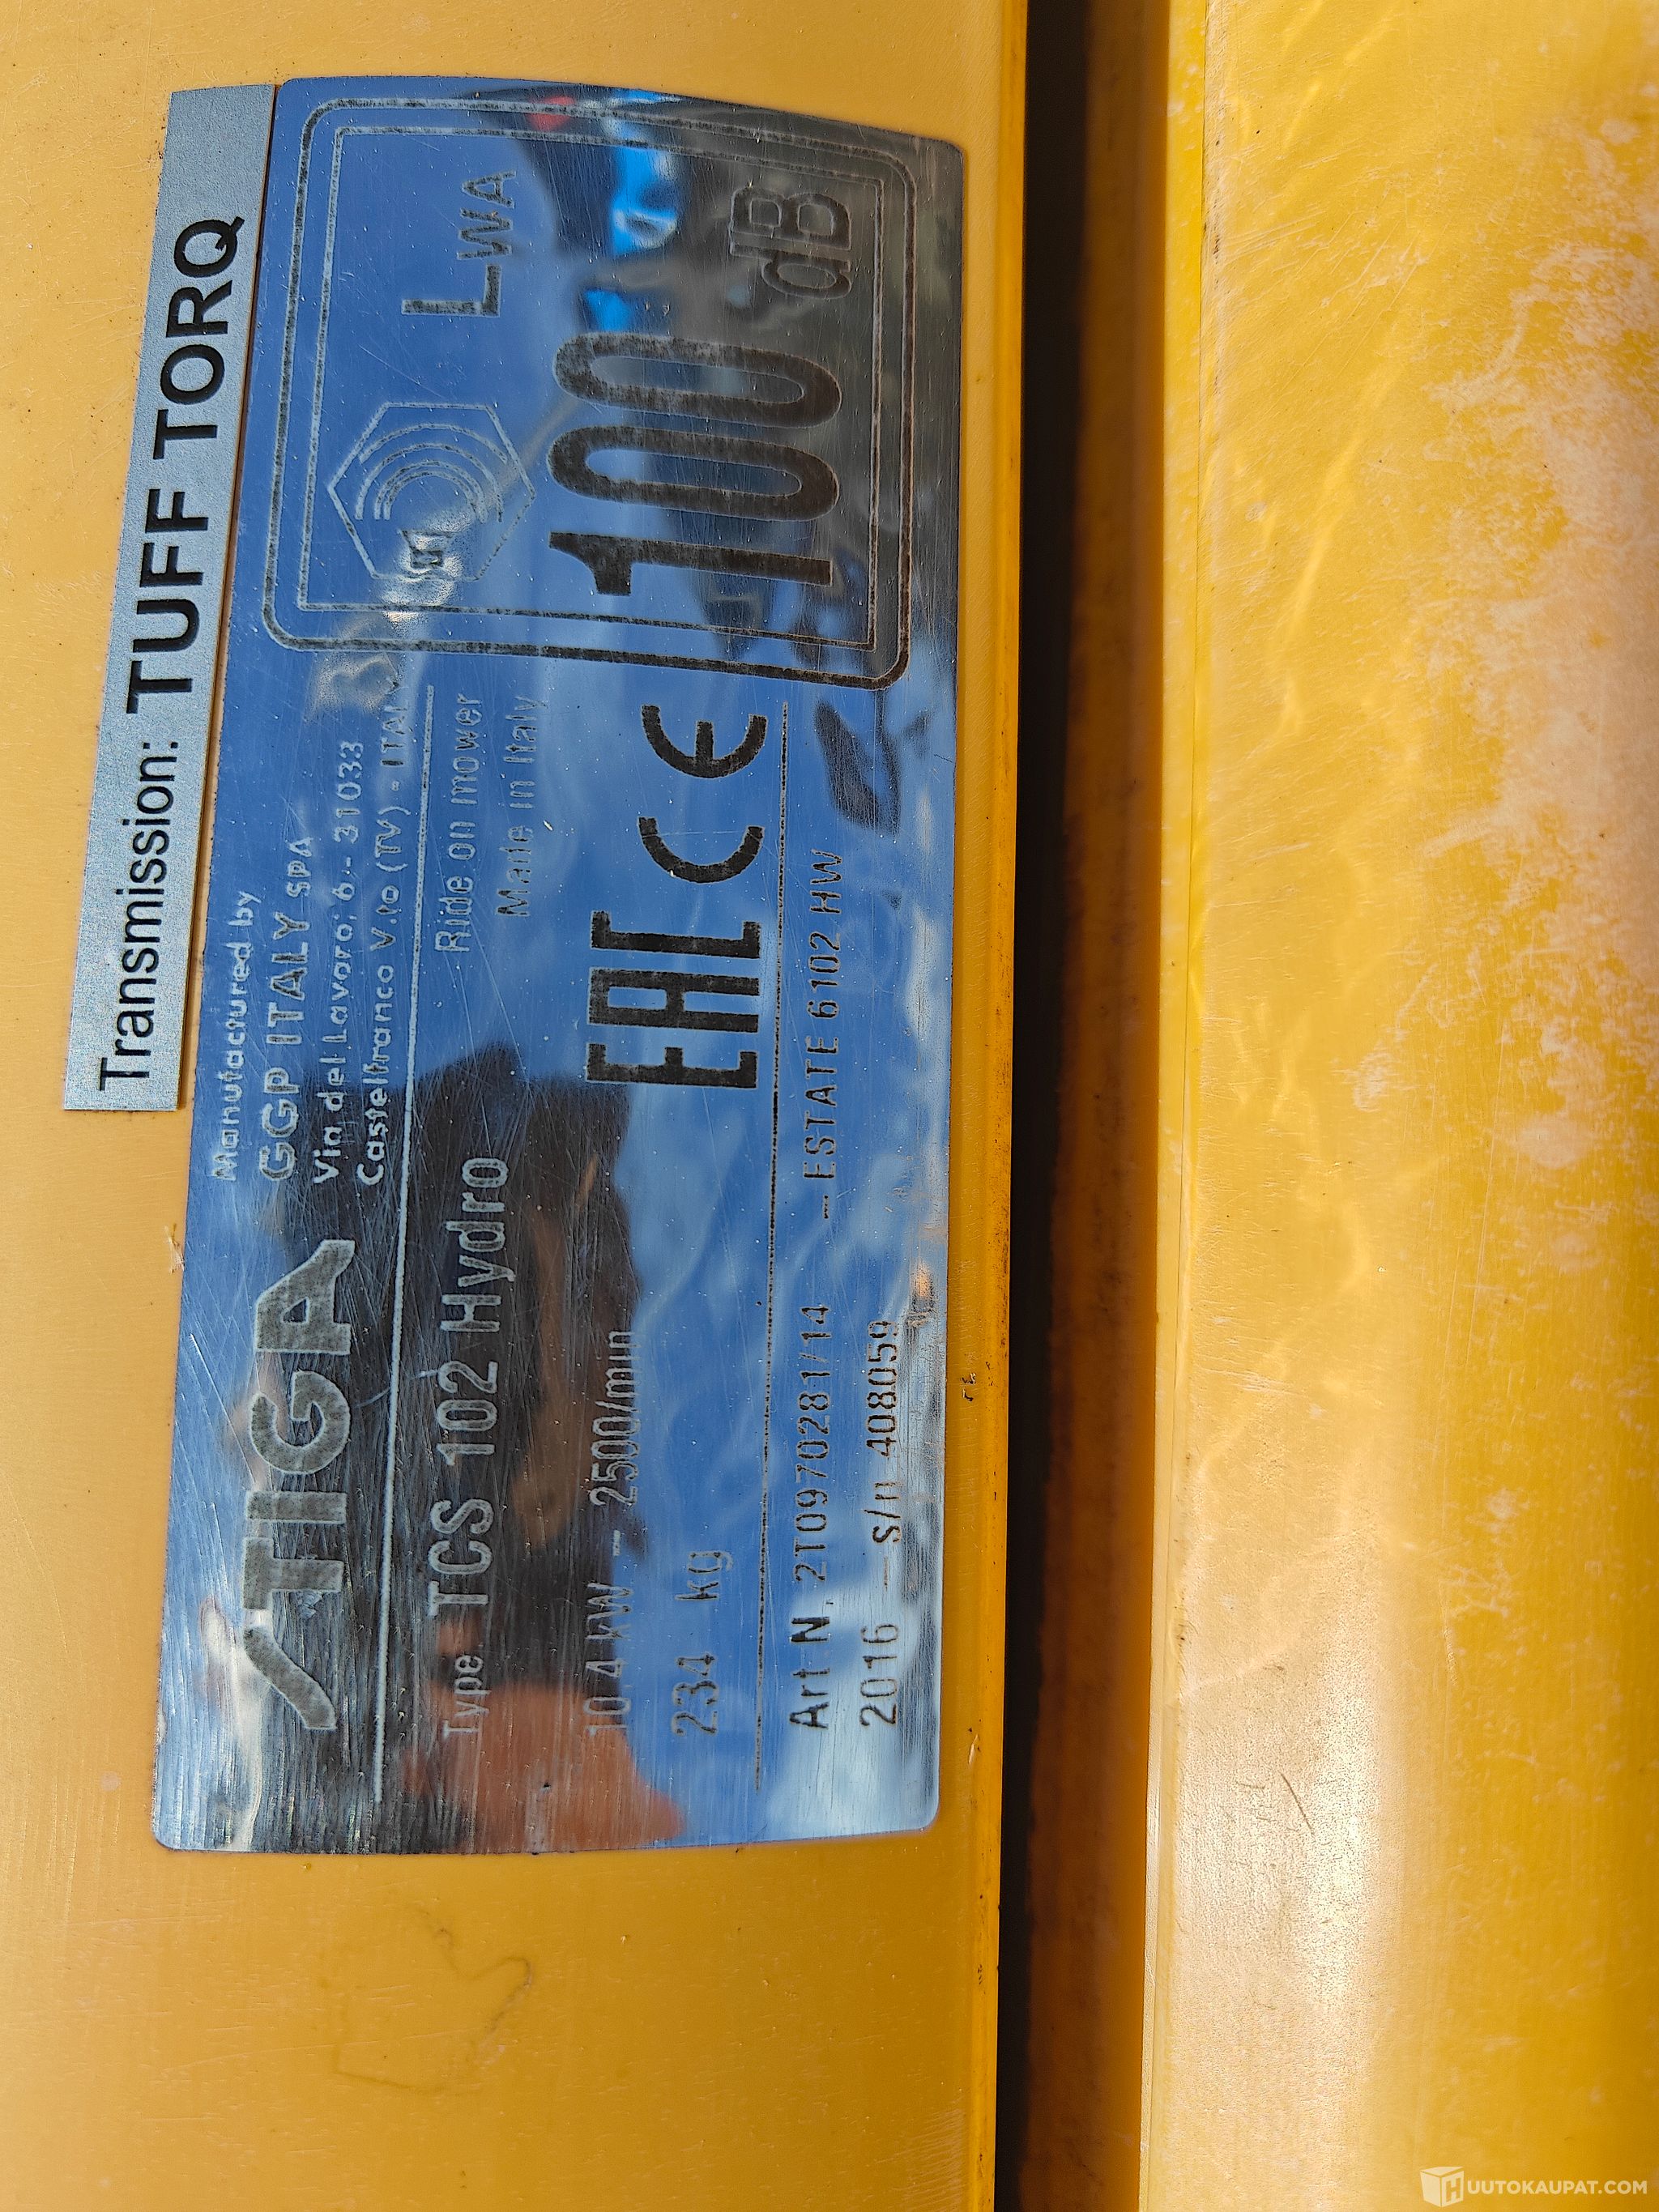 Transmission: TUFF TORQ
STIGA
Manufactured by
GGP ITALY SPA
Via del Lavoro, 6 - 31033
Castelfranco V.to (TV) - ITALY
Type TCS 102 Hydro
Ride on mower
Made in Italy
10.4 kW - 2500/min
234 kg
EAC CE
LWA
100 dB
Art.N. 2T0970281/14 - ESTATE 6102 HW
2016 - s/n 408059
HUUTOKAUPAT.COM